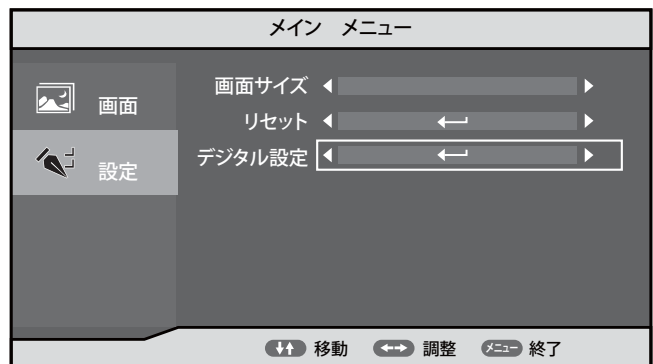 メイン メニュー
画面
設定
画面サイズ
リセット
デジタル設定
移動 調整 メニュー 終了